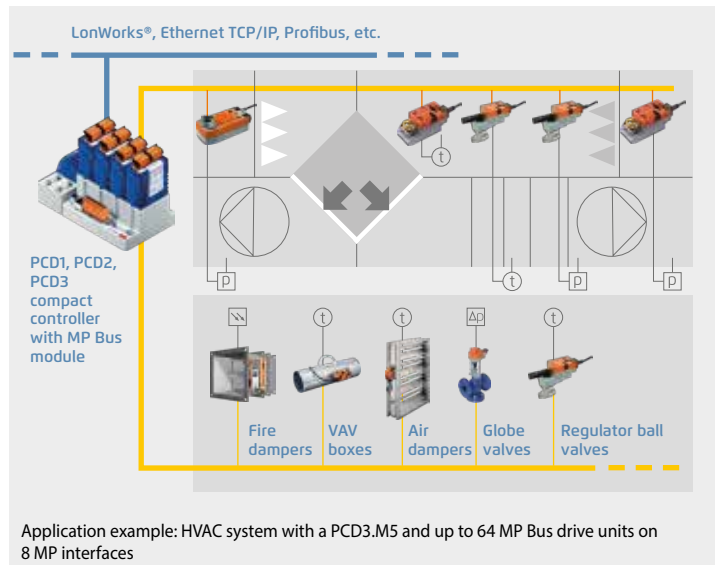 LonWorks®, Ethernet TCP/IP, Profibus, etc.
t
p
t
p
p
PCD1, PCD2,
PCD3
compact
controller
with MP Bus
module
t
t
Δp
t
Fire
dampers
VAV
boxes
Air
dampers
Globe
valves
Regulator ball
valves
Application example: HVAC system with a PCD3.M5 and up to 64 MP Bus drive units on
8 MP interfaces